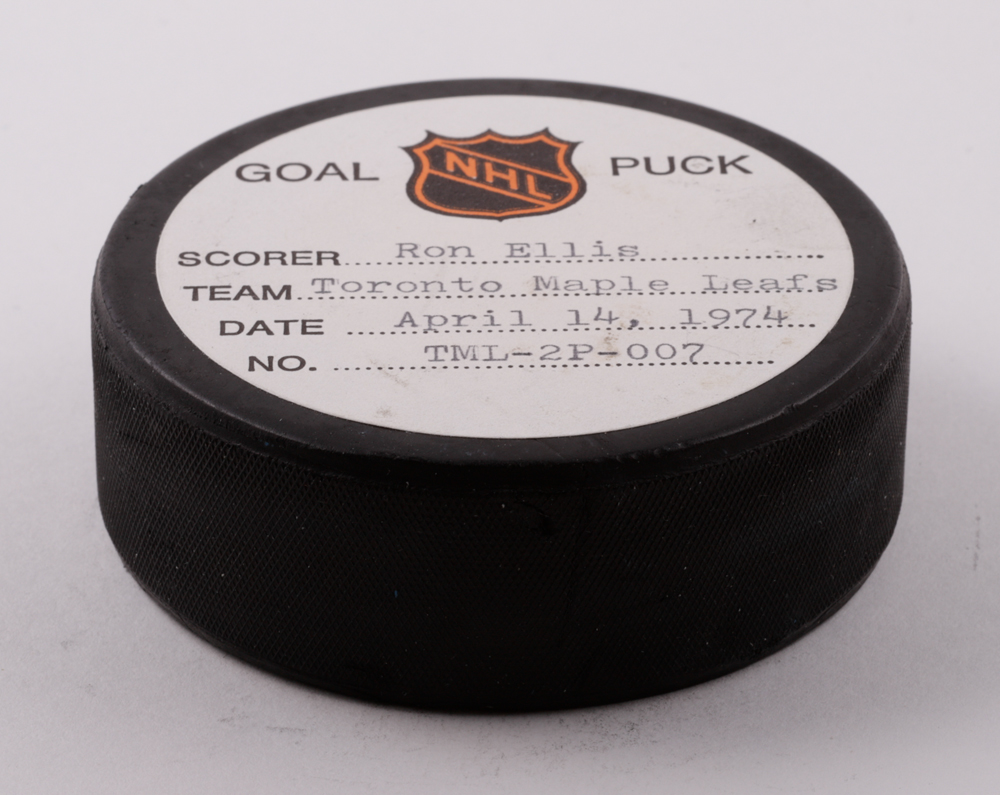 GOAL NHL PUCK
SCORER Ron Ellis
TEAM Toronto Maple Leafs
DATE April 14, 1974
NO. TML-2P-007